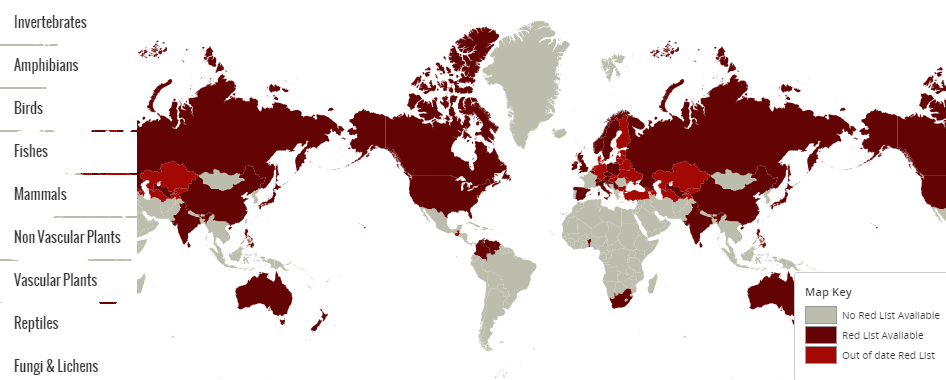 Invertebrates
Amphibians
Birds
Fishes
Mammals
Non Vascular Plants
Vascular Plants
Reptiles
Fungi & Lichens
Map Key
No Red List Available
Red List Available
Out of date Red List